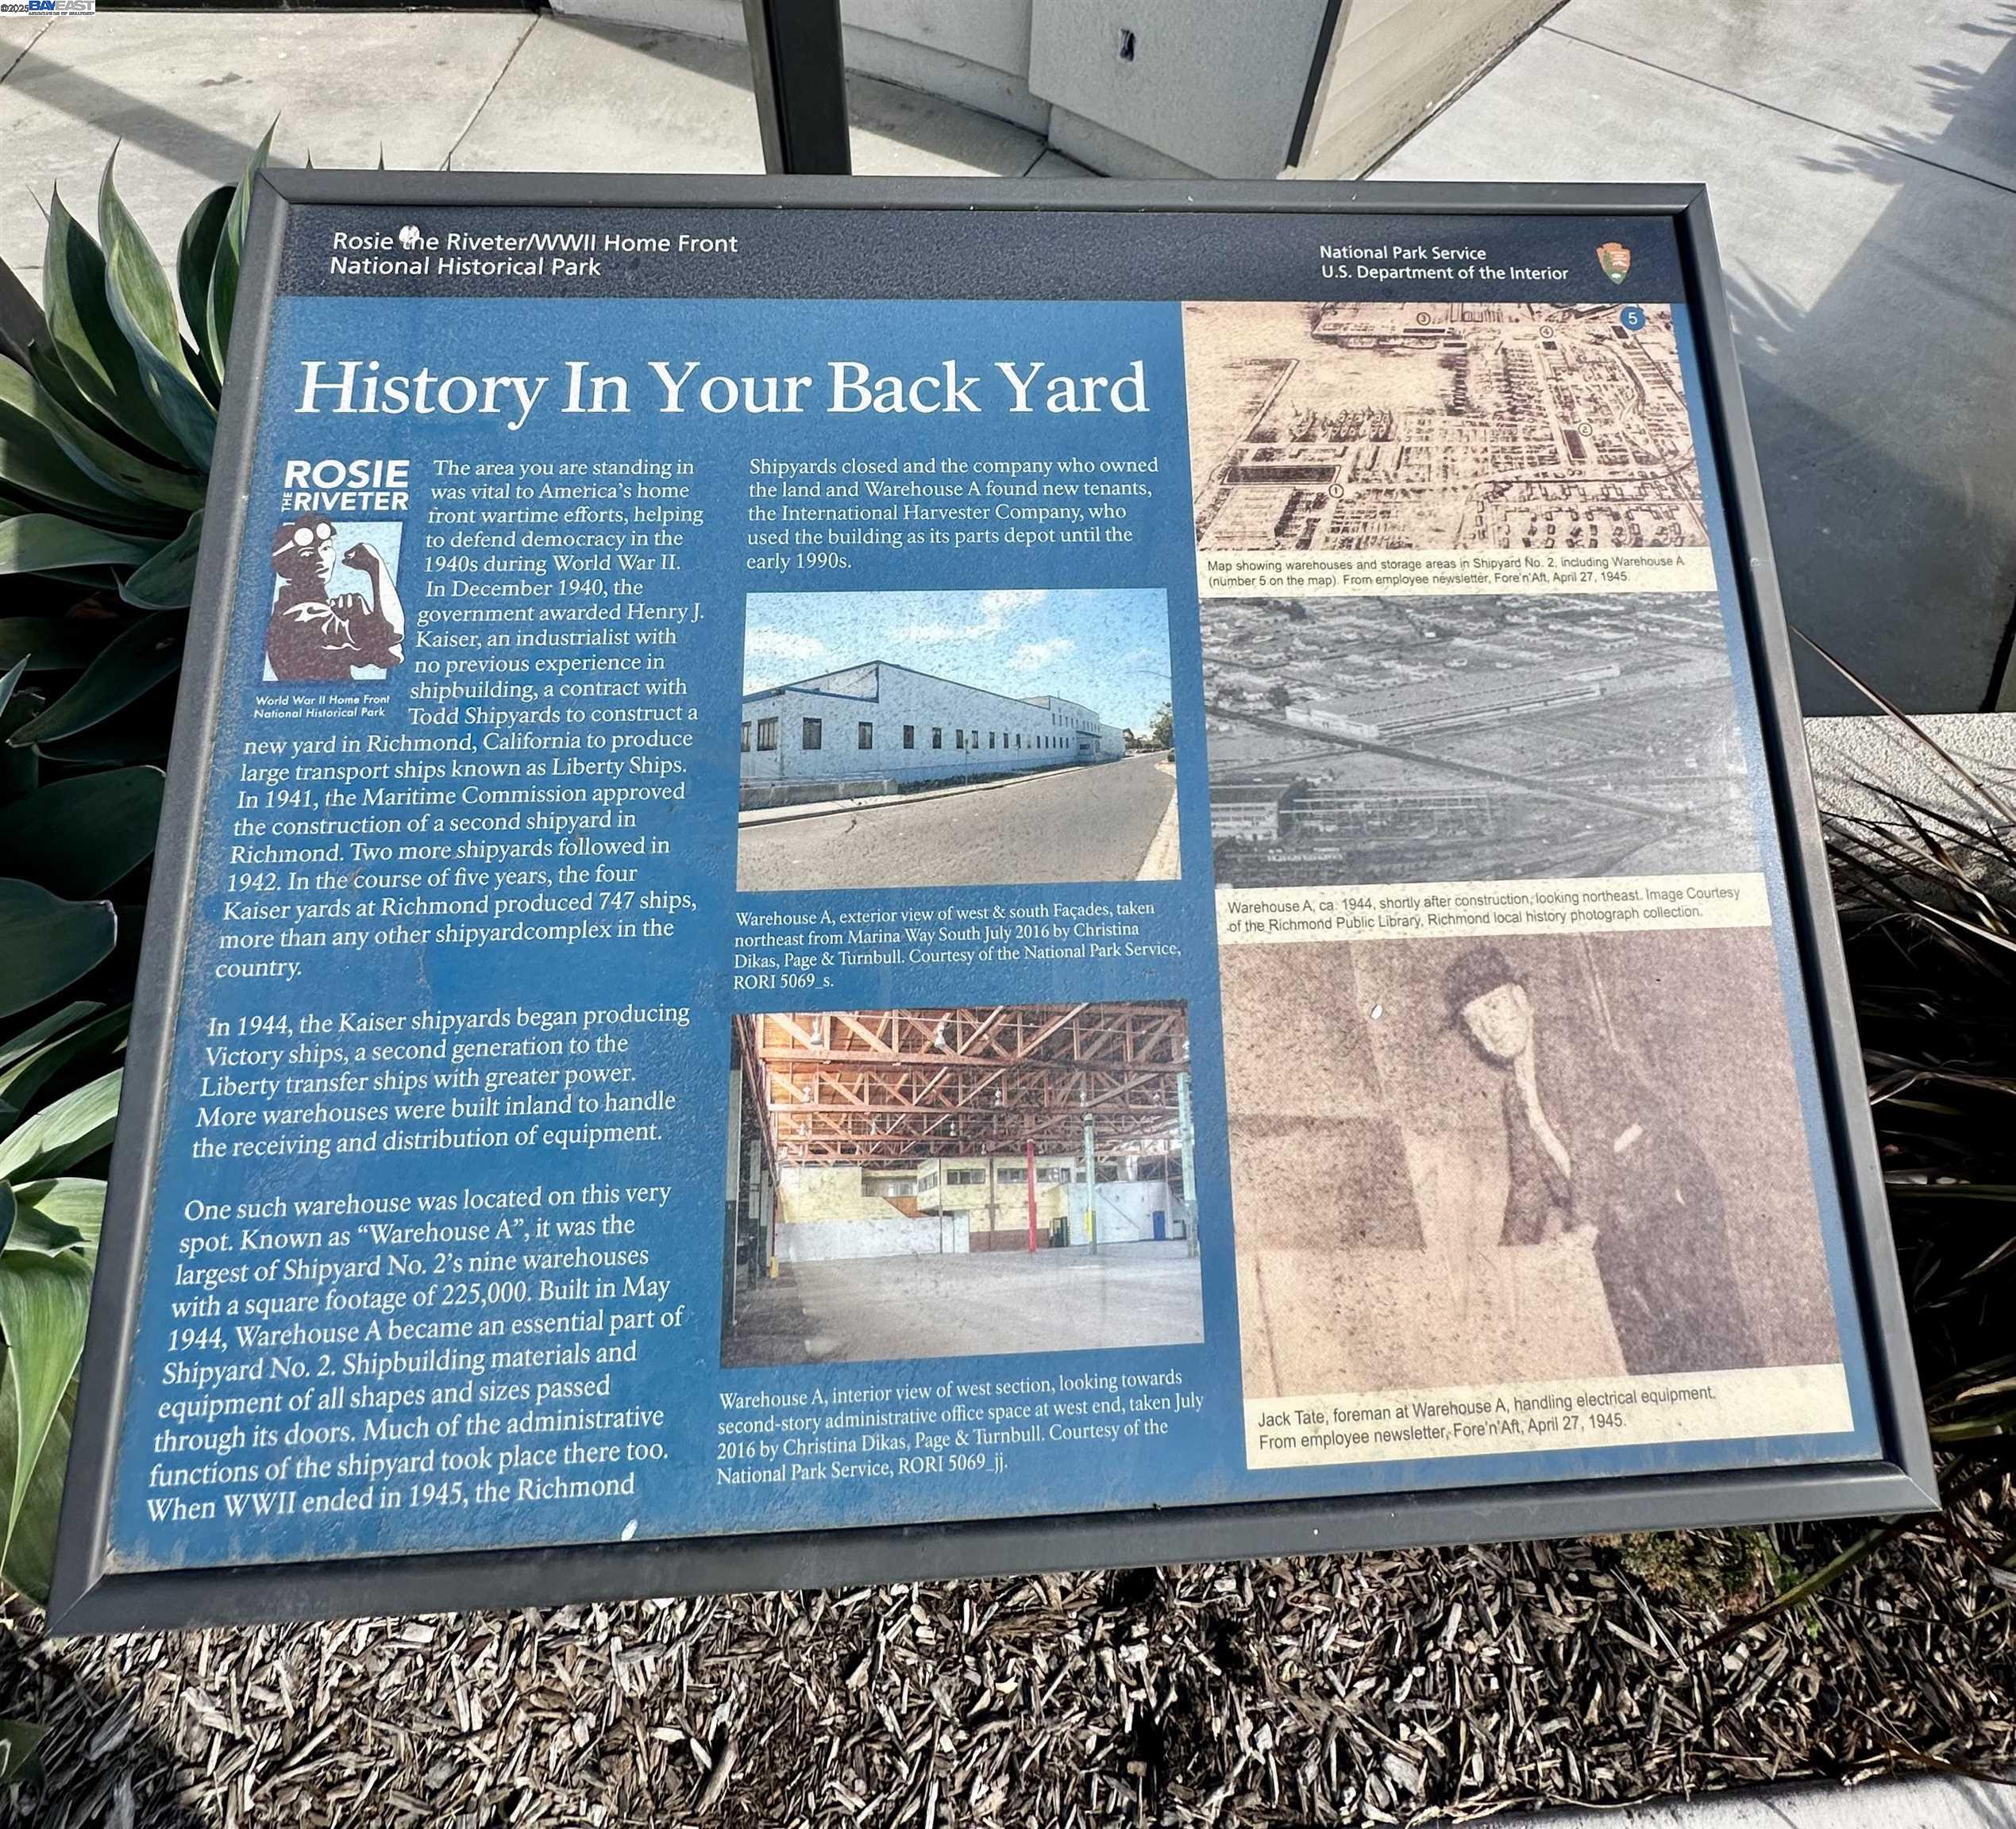 ©2025 BAYEAST
Rosie the Riveter/WWII Home Front
National Historical Park
National Park Service
U.S. Department of the Interior
History In Your Back Yard
ROSIE
THE RIVETER
World War II Home Front
National Historical Park
The area you are standing in
was vital to America's home
front wartime efforts, helping
to defend democracy in the
1940s during World War II.
In December 1940, the
government awarded Henry J.
Kaiser, an industrialist with
no previous experience in
shipbuilding, a contract with
Todd Shipyards to construct a
new yard in Richmond, California to produce
large transport ships known as Liberty Ships.
In 1941, the Maritime Commission approved
the construction of a second shipyard in
Richmond. Two more shipyards followed in
1942. In the course of five years, the four
Kaiser yards at Richmond produced 747 ships,
more than any other shipyardcomplex in the
country.
In 1944, the Kaiser shipyards began producing
Victory ships, a second generation to the
Liberty transfer ships with greater power.
More warehouses were built inland to handle
the receiving and distribution of equipment.
One such warehouse was located on this very
spot. Known as “Warehouse A”, it was the
largest of Shipyard No. 2's nine warehouses
with a square footage of 225,000. Built in May
1944, Warehouse A became an essential part of
Shipyard No. 2. Shipbuilding materials and
equipment of all shapes and sizes passed
through its doors. Much of the administrative
functions of the shipyard took place there too.
When WWII ended in 1945, the Richmond
Shipyards closed and the company who owned
the land and Warehouse A found new tenants,
the International Harvester Company, who
used the building as its parts depot until the
early 1990s.
Warehouse A, exterior view of west & south Façades, taken
northeast from Marina Way South July 2016 by Christina
Dikas, Page & Turnbull. Courtesy of the National Park Service,
RORI 5069_s.
Warehouse A, interior view of west section, looking towards
second-story administrative office space at west end, taken July
2016 by Christina Dikas, Page & Turnbull. Courtesy of the
National Park Service, RORI 5069_jj.
3
4
5
2
1
Map showing warehouses and storage areas in Shipyard No. 2, including Warehouse A
(number 5 on the map). From employee newsletter, Fore'n'Aft, April 27, 1945.
Warehouse A, ca. 1944, shortly after construction, looking northeast. Image Courtesy
of the Richmond Public Library, Richmond local history photograph collection.
Jack Tate, foreman at Warehouse A, handling electrical equipment.
From employee newsletter, Fore'n'Aft, April 27, 1945.